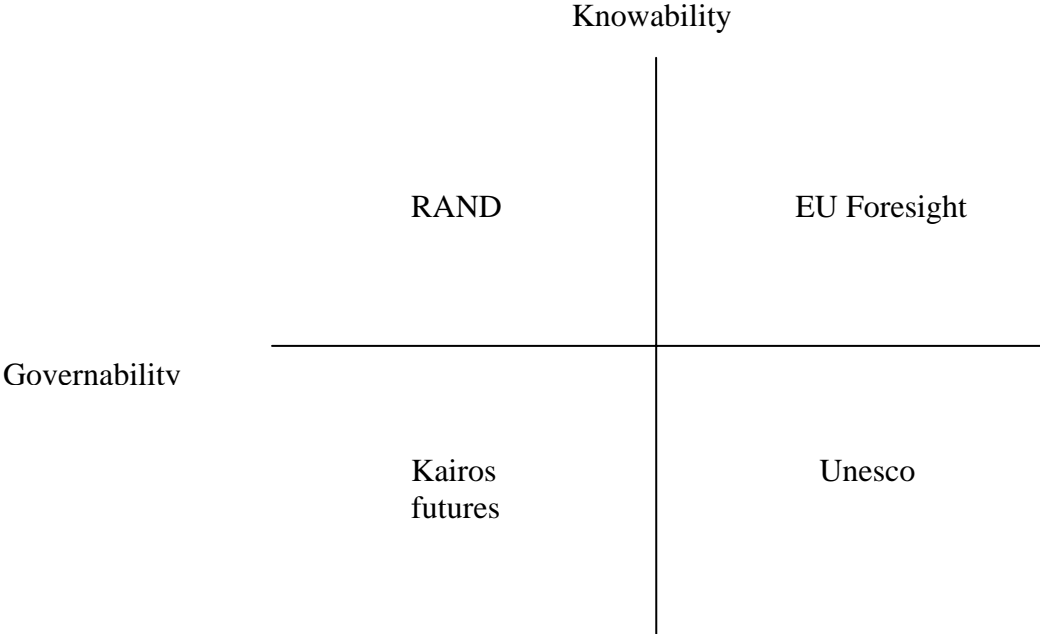 Knowability
RAND
EU Foresight
Governability
Kairos
futures
Unesco